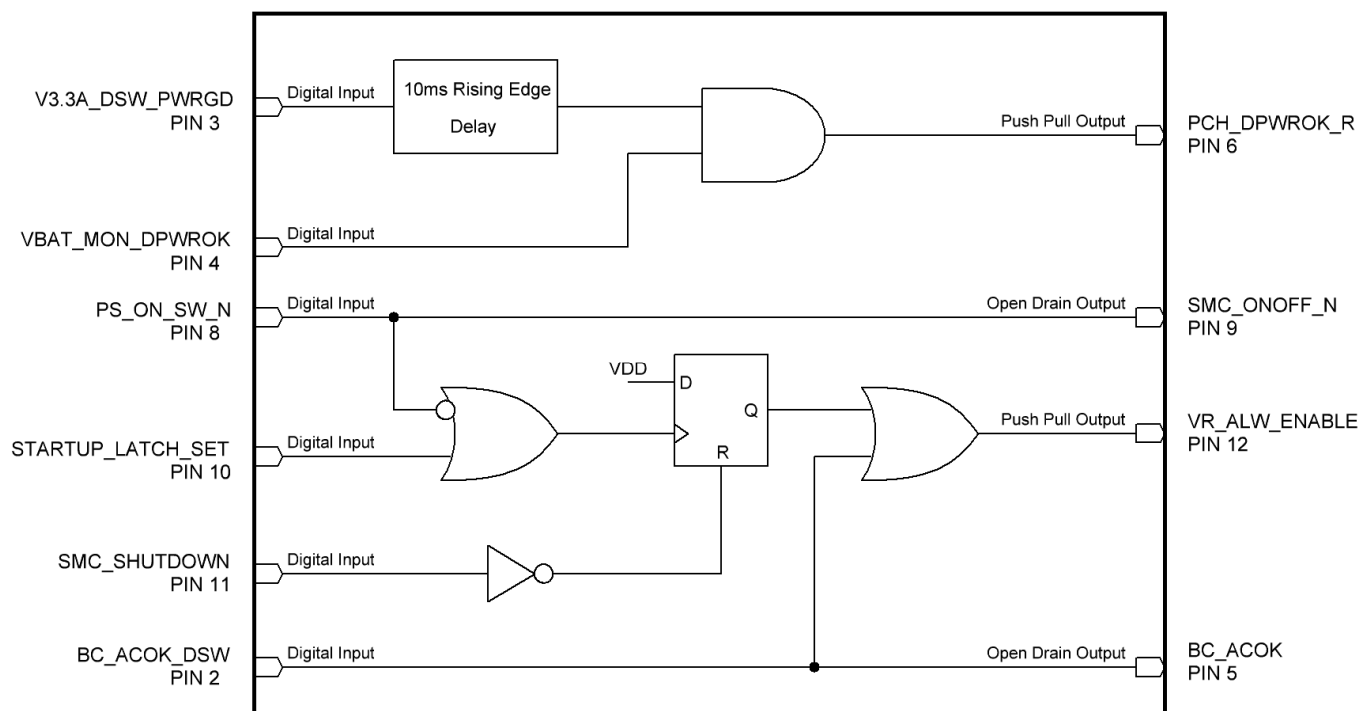 V3.3A_DSW_PWRGD
PIN 3
Digital Input
10ms Rising Edge
Delay
Push Pull Output
PCH_DPWROK_R
PIN 6
VBAT_MON_DPWROK
PIN 4
Digital Input
PS_ON_SW_N
PIN 8
Digital Input
Open Drain Output
SMC_ONOFF_N
PIN 9
VDD
D
Q
R
Push Pull Output
VR_ALW_ENABLE
PIN 12
STARTUP_LATCH_SET
PIN 10
Digital Input
SMC_SHUTDOWN
PIN 11
Digital Input
BC_ACOK_DSW
PIN 2
Digital Input
Open Drain Output
BC_ACOK
PIN 5